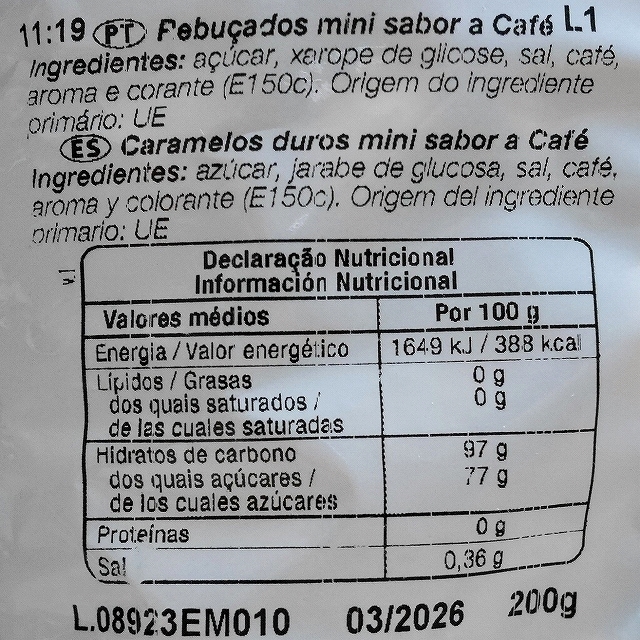 11:19 PT Rebuçados mini sabor a Café L.1
Ingredientes: açúcar, xarope de glicose, sal, café,
aroma e corante (E150c). Origem do ingrediente
primário: UE
ES Caramelos duros mini sabor a Café
Ingredientes: azúcar, jarabe de glucosa, sal, café,
aroma y colorante (E150c). Origem del ingrediente
primario: UE
v.1
Declaração Nutricional
Información Nutricional
Valores médios Por 100 g
Energia / Valor energético 1649 kJ / 388 kcal
Lípidos / Grasas 0 g
dos quais saturados / 0 g
de las cuales saturadas
Hidratos de carbono 97 g
dos quais açúcares / 77 g
de los cuales azúcares
Proteínas 0 g
Sal 0,36 g
L.08923EM010 03/2026 200g